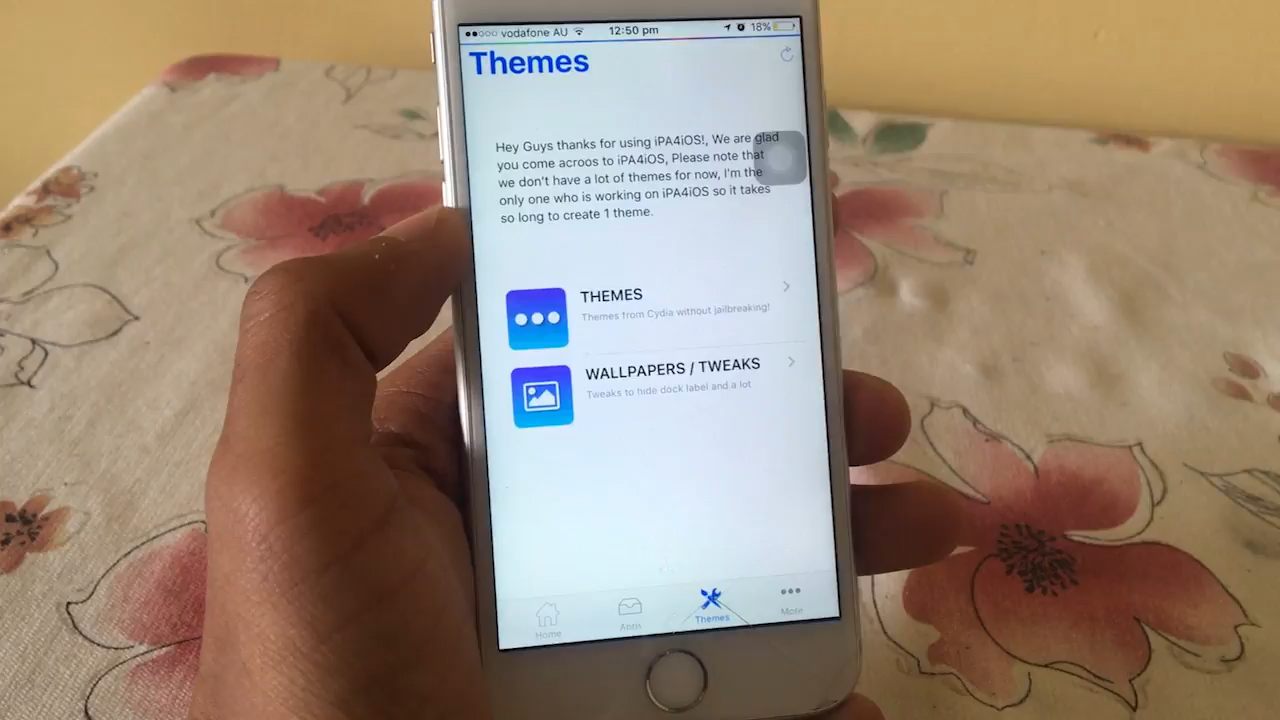 vodafone AU 12:50 pm 18%
Themes
Hey Guys thanks for using iPA4iOS!, We are glad
you come acroos to iPA4iOS, Please note that
we don't have a lot of themes for now, I'm the
only one who is working on iPA4iOS so it takes
so long to create 1 theme.
THEMES
Themes from Cydia without jailbreaking!
WALLPAPERS / TWEAKS
Tweaks to hide dock label and a lot
Home Apps Themes More